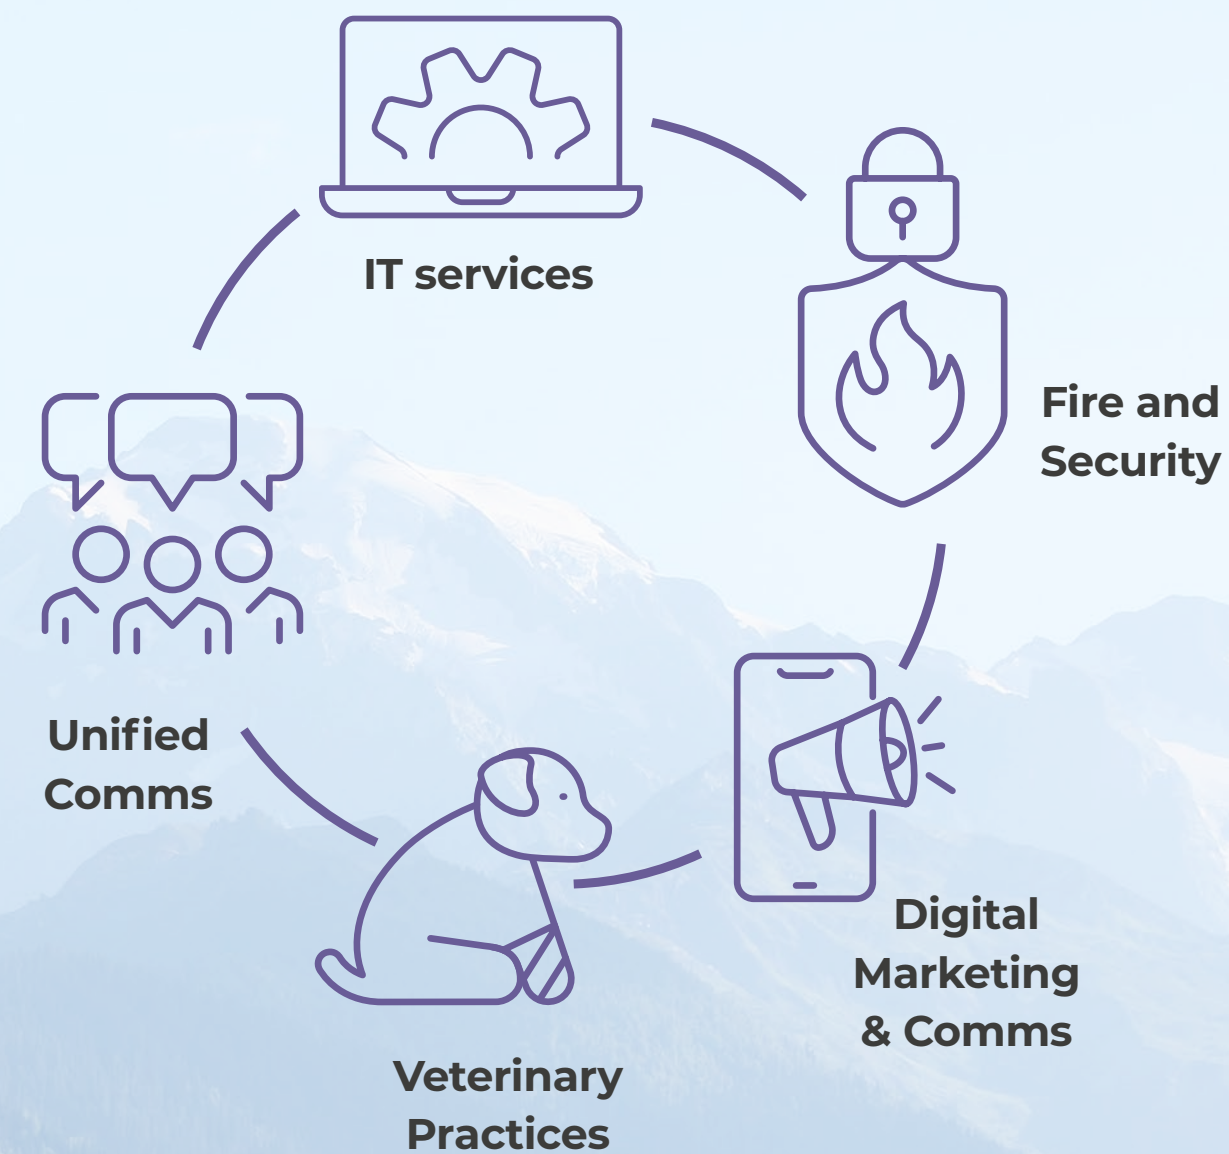 IT services
Fire and
Security
Unified
Comms
Digital
Marketing
& Comms
Veterinary
Practices